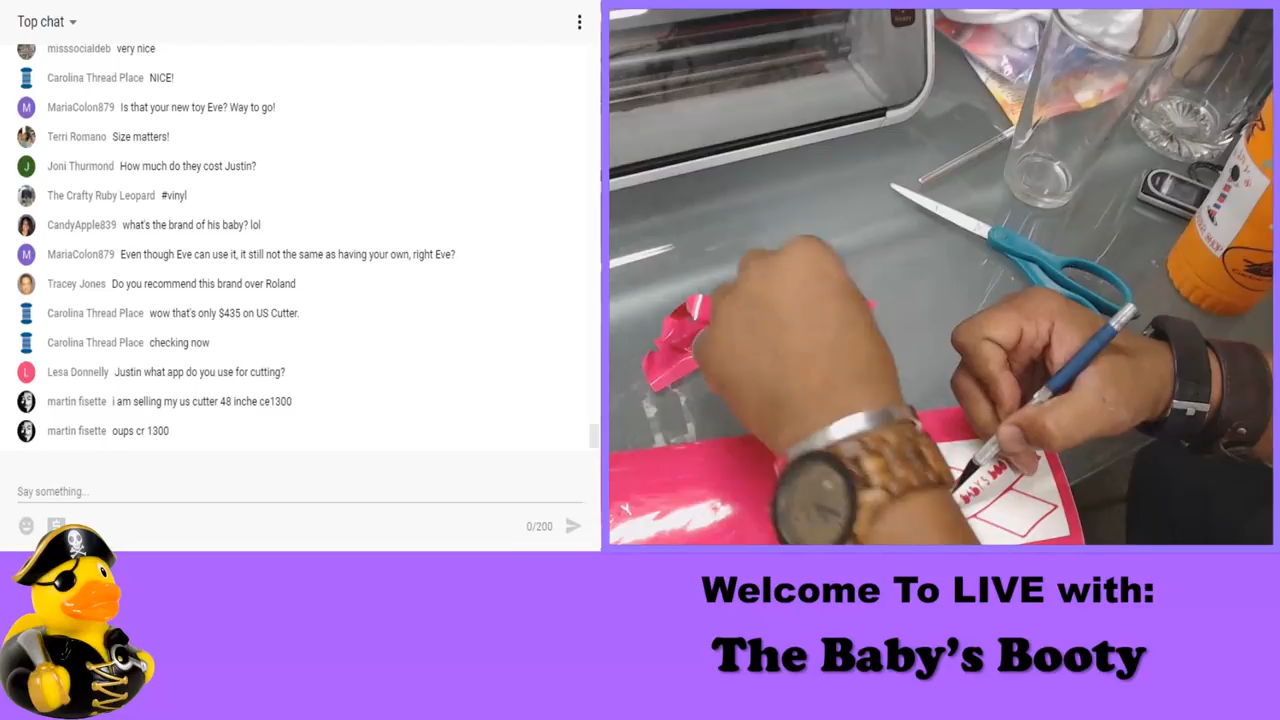 Top chat
misssocialdeb very nice
Carolina Thread Place NICE!
M MariaColon879 Is that your new toy Eve? Way to go!
Terri Romano Size matters!
J Joni Thurmond How much do they cost Justin?
The Crafty Ruby Leopard #vinyl
CandyApple839 what's the brand of his baby? lol
M MariaColon879 Even though Eve can use it, it still not the same as having your own, right Eve?
Tracey Jones Do you recommend this brand over Roland
Carolina Thread Place wow that's only $435 on US Cutter.
Carolina Thread Place checking now
L Lesa Donnelly Justin what app do you use for cutting?
martin fisette i am selling my us cutter 48 inche ce1300
martin fisette oups cr 1300
Say something...
0/200
BABY'S
Welcome To LIVE with:
The Baby's Booty